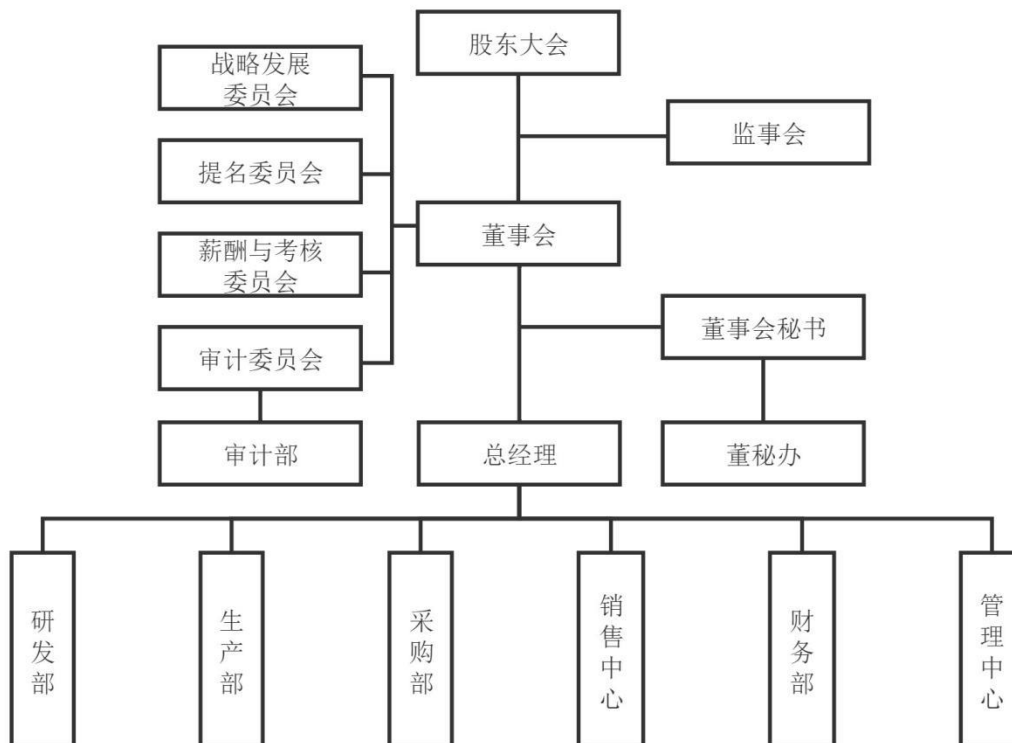 股东大会
战略发展
委员会
监事会
提名委员会
董事会
薪酬与考核
委员会
董事会秘书
审计委员会
审计部
总经理
董秘办
研发部
生产部
采购部
销售中心
财务部
管理中心